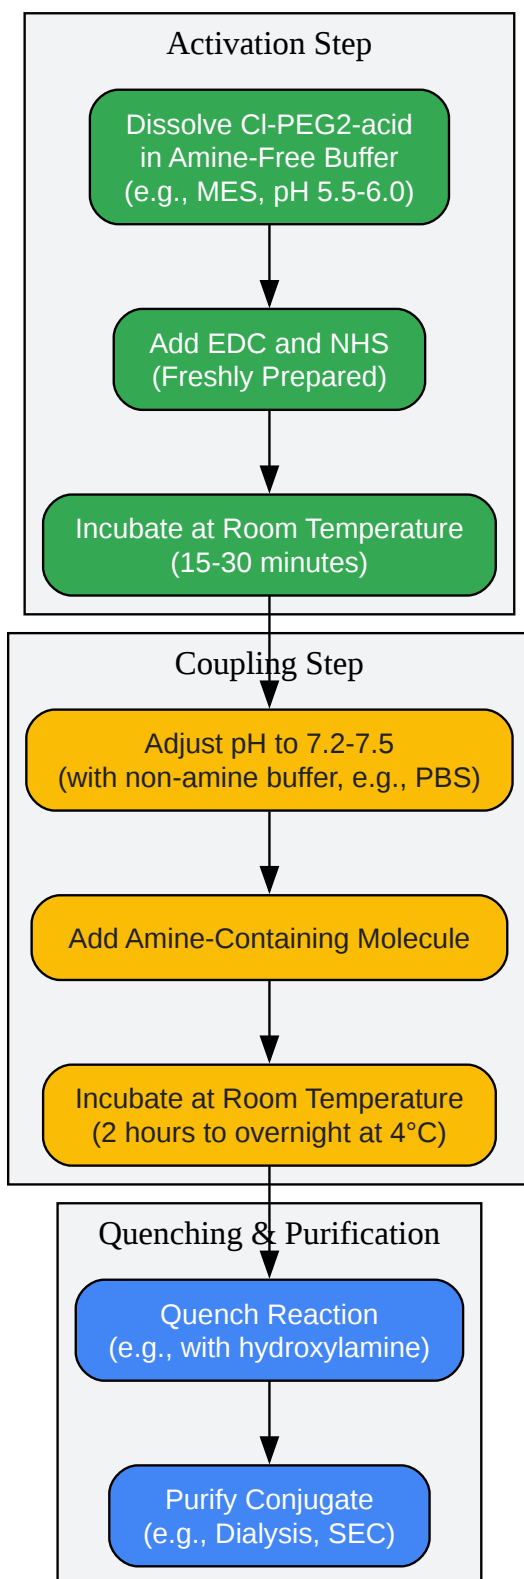 Activation Step
Dissolve Cl-PEG2-acid
in Amine-Free Buffer
(e.g., MES, pH 5.5-6.0)
Add EDC and NHS
(Freshly Prepared)
Incubate at Room Temperature
(15-30 minutes)
Coupling Step
Adjust pH to 7.2-7.5
(with non-amine buffer, e.g., PBS)
Add Amine-Containing Molecule
Incubate at Room Temperature
(2 hours to overnight at 4°C)
Quenching & Purification
Quench Reaction
(e.g., with hydroxylamine)
Purify Conjugate
(e.g., Dialysis, SEC)